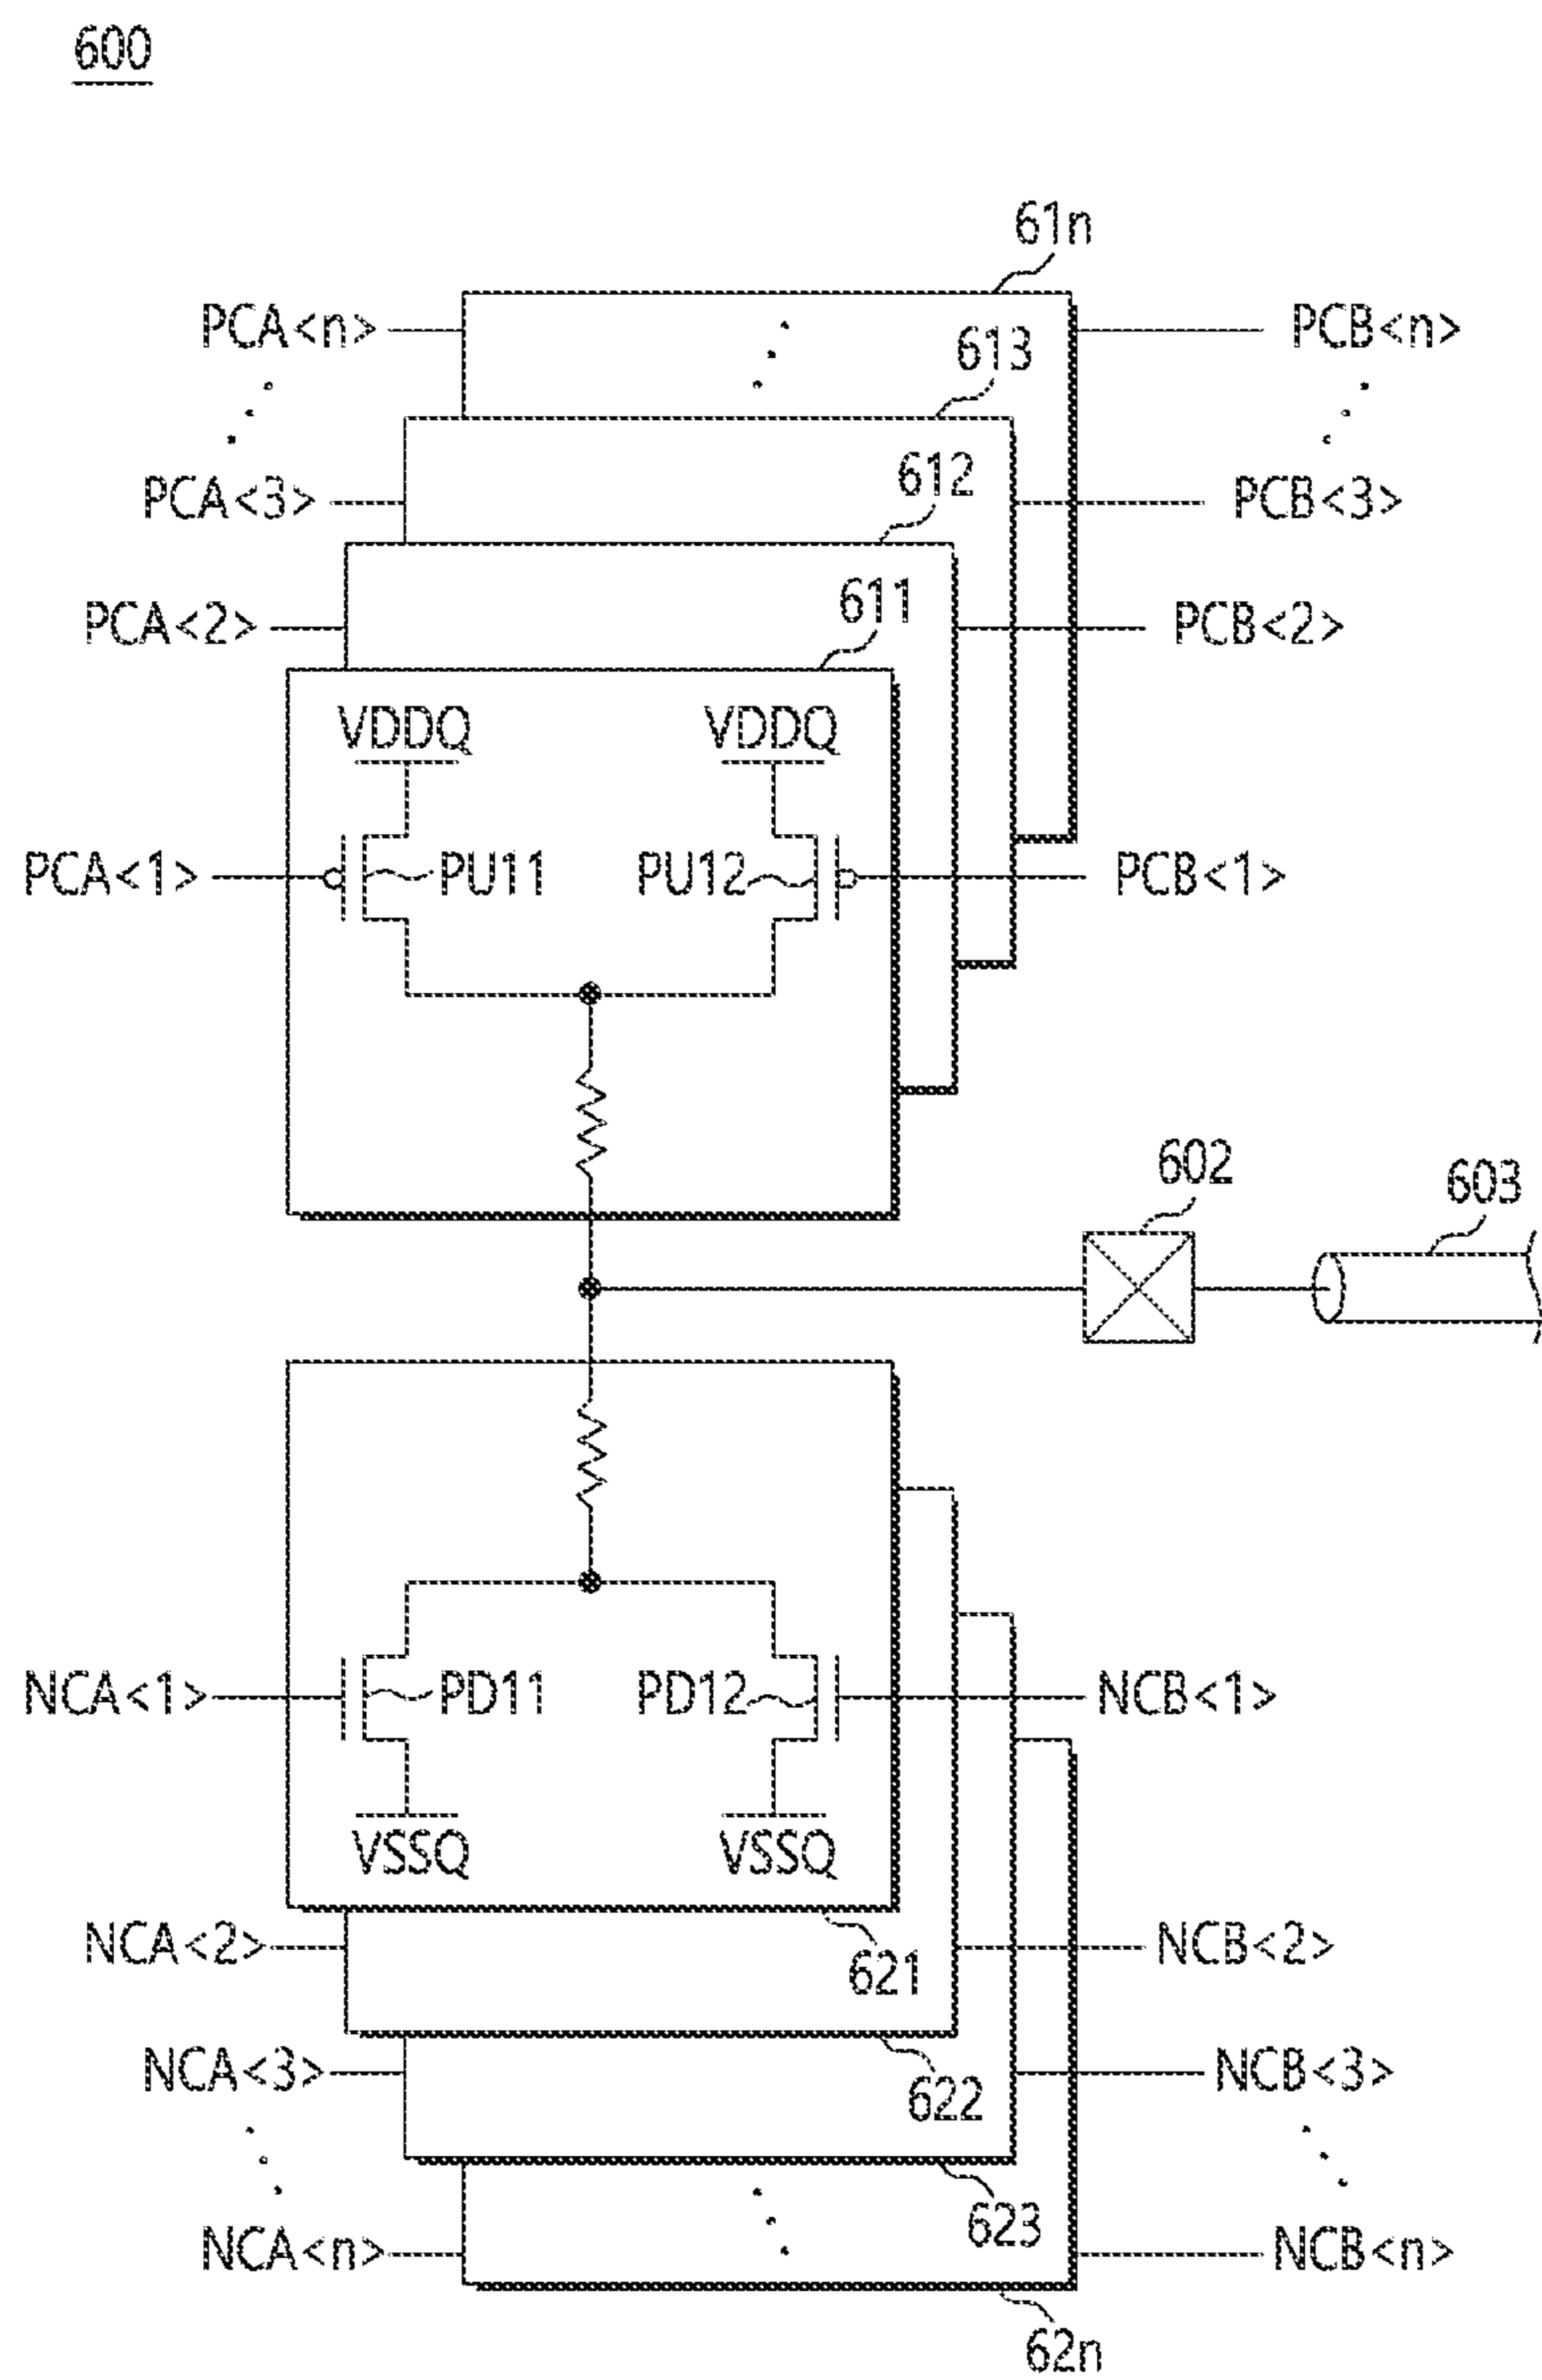 600
61n
PCA<n>
PCB<n>
613
PCA<3>
PCB<3>
612
PCA<2>
PCB<2>
611
VDDQ
VDDQ
PCA<1>
PU11
PU12
PCB<1>
602
603
NCA<1>
PD11
PD12
NCB<1>
VSSQ
VSSQ
NCA<2>
621
NCB<2>
NCA<3>
622
NCB<3>
623
NCA<n>
NCB<n>
62n